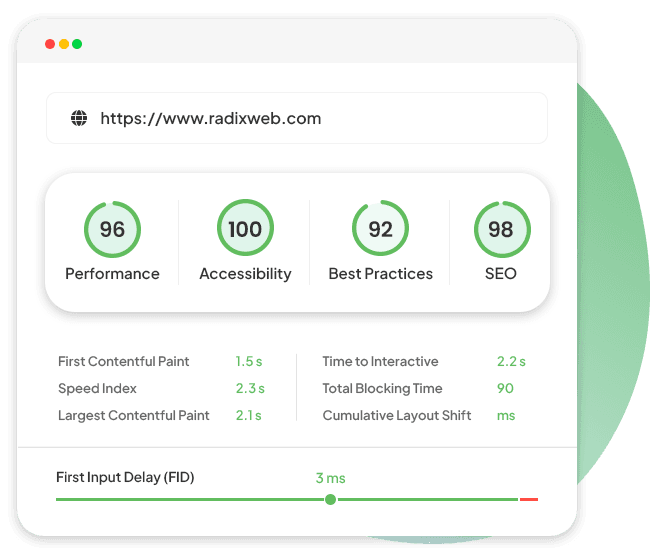 https://www.radixweb.com
96 100 92 98
Performance Accessibility Best Practices SEO
First Contentful Paint 1.5 s Time to Interactive 2.2 s
Speed Index 2.3 s Total Blocking Time 90
Largest Contentful Paint 2.1 s Cumulative Layout Shift ms
First Input Delay (FID) 3 ms